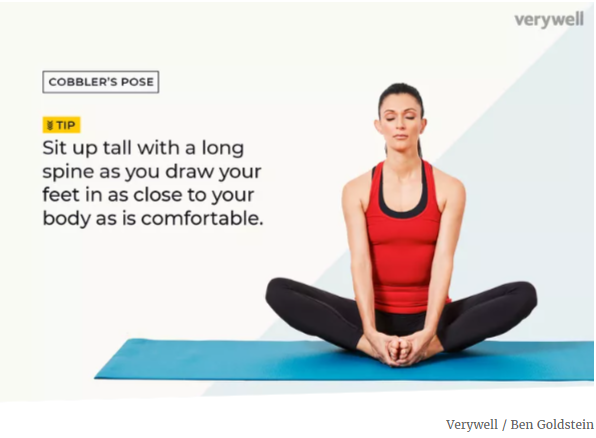 verywell
COBBLER'S POSE
TIP
Sit up tall with a long
spine as you draw your
feet in as close to your
body as is comfortable.
Verywell / Ben Goldstein